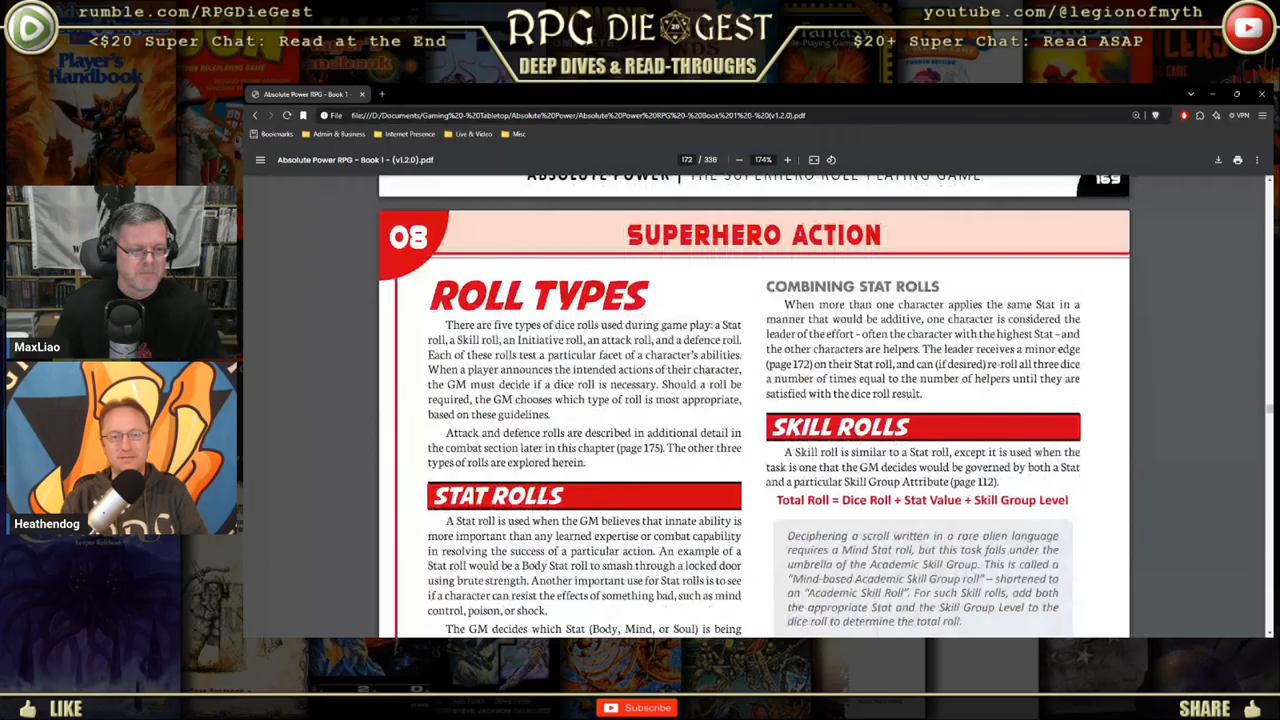 rumble.com/RPGDieGest
<$20 Super Chat: Read at the End
RPG DIE GEST
20
DEEP DIVES & READ-THROUGHS
youtube.com/@legionofmyth
$20+ Super Chat: Read ASAP
Player's
Handbook
Absolute Power RPG - Book 1 -
File
file:///D:/Documents/Gaming%20-%20Tabletop/Absolute%20Power/Absolute%20Power%20RPG%20-%20Book%201%20-%20(v1.2.0).pdf
VPN
Bookmarks
Admin & Business
Internet Presence
Live & Video
Misc
Absolute Power RPG - Book 1 - (v1.2.0).pdf
172 / 336
174%
ABSOLUTE POWER | THE SUPERHERO ROLE-PLAYING GAME
169
08
SUPERHERO ACTION
ROLL TYPES
There are five types of dice rolls used during game play: a Stat
roll, a Skill roll, an Initiative roll, an attack roll, and a defence roll.
Each of these rolls test a particular facet of a character's abilities.
When a player announces the intended actions of their character,
the GM must decide if a dice roll is necessary. Should a roll be
required, the GM chooses which type of roll is most appropriate,
based on these guidelines.
Attack and defence rolls are described in additional detail in
the combat section later in this chapter (page 175). The other three
types of rolls are explored herein.
STAT ROLLS
A Stat roll is used when the GM believes that innate ability is
more important than any learned expertise or combat capability
in resolving the success of a particular action. An example of a
Stat roll would be a Body Stat roll to smash through a locked door
using brute strength. Another important use for Stat rolls is to see
if a character can resist the effects of something bad, such as mind
control, poison, or shock.
The GM decides which Stat (Body, Mind, or Soul) is being
COMBINING STAT ROLLS
When more than one character applies the same Stat in a
manner that would be additive, one character is considered the
leader of the effort – often the character with the highest Stat – and
the other characters are helpers. The leader receives a minor edge
(page 172) on their Stat roll, and can (if desired) re-roll all three dice
a number of times equal to the number of helpers until they are
satisfied with the dice roll result.
SKILL ROLLS
A Skill roll is similar to a Stat roll, except it is used when the
task is one that the GM decides would be governed by both a Stat
and a particular Skill Group Attribute (page 112).
Total Roll = Dice Roll + Stat Value + Skill Group Level
Deciphering a scroll written in a rare alien language
requires a Mind Stat roll, but this task falls under the
umbrella of the Academic Skill Group. This is called a
“Mind-based Academic Skill Group roll” – shortened to
an “Academic Skill Roll”. For such Skill rolls, add both
the appropriate Stat and the Skill Group Level to the
dice roll to determine the total roll.
MaxLiao
Heathendog
LIKE
Subscribe
SHARE